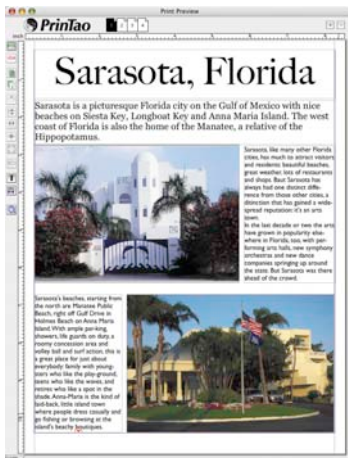 Print Preview
PrinTao
1 2 3 4
inch
Sarasota, Florida
Sarasota is a picturesque Florida city on the Gulf of Mexico with nice
beaches on Siesta Key, Longboat Key and Anna Maria Island. The west
coast of Florida is also the home of the Manatee, a relative of the
Hippopotamus.
Sarasota, like many other Florida
cities, has much to attract visitors
and residents: beautiful beaches,
great weather, lots of restaurants
and shops. Baut Sarasota has
always had one distinct diffe-
rence from those other cities, a
distinction that has gained a wide-
spread reputation: it's an arts
town.
In the last decade or two the arts
have grown in popularity else-
where in Florida, too, with per-
forming arts halls, new symphony
orchestras and new dance
companies springing up around
the state. But Sarasota was there
ahead of the crowd.
Sarasota's beaches, starting from
the north are Manatee Public
Beach, right off Gulf Drive in
Holmes Beach on Anna Maria
Island. With ample parking,
showers, life guards on duty, a
roomy concession area and
volley ball and surf action, this is
a great place for just about
everybody: family with young-
sters who like the play-ground,
teens who like the waves, and
retirees who like a spot in the
shade. Anna-Maria is the kind of
laid-back, little island town
where people dress casually and
go fishing or browsing at the
island's beachy boutiques.